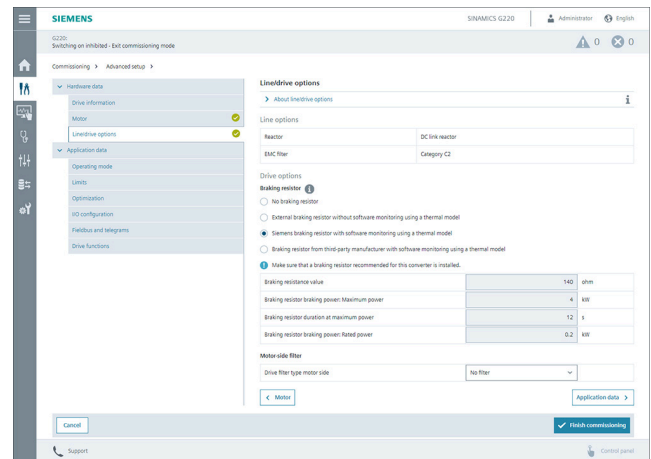 SIEMENS
SINAMICS G220
Administrator
English
G220:
Switching on inhibited - Exit commissioning mode
0
0
Commissioning > Advanced setup >
Hardware data
Drive information
Motor
Line/drive options
Application data
Operating mode
Limits
Optimization
I/O configuration
Fieldbus and telegrams
Drive functions
Line/drive options
About line/drive options
Line options
Reactor DC link reactor
EMC filter Category C2
Drive options
Braking resistor
No braking resistor
External braking resistor without software monitoring using a thermal model
Siemens braking resistor with software monitoring using a thermal model
Braking resistor from third-party manufacturer with software monitoring using a thermal model
Make sure that a braking resistor recommended for this converter is installed.
Braking resistance value 140 ohm
Braking resistor braking power: Maximum power 4 kW
Braking resistor duration at maximum power 12 s
Braking resistor braking power: Rated power 0.2 kW
Motor-side filter
Drive filter type motor side No filter
< Motor
Application data >
Cancel
Finish commissioning
Support
Control panel